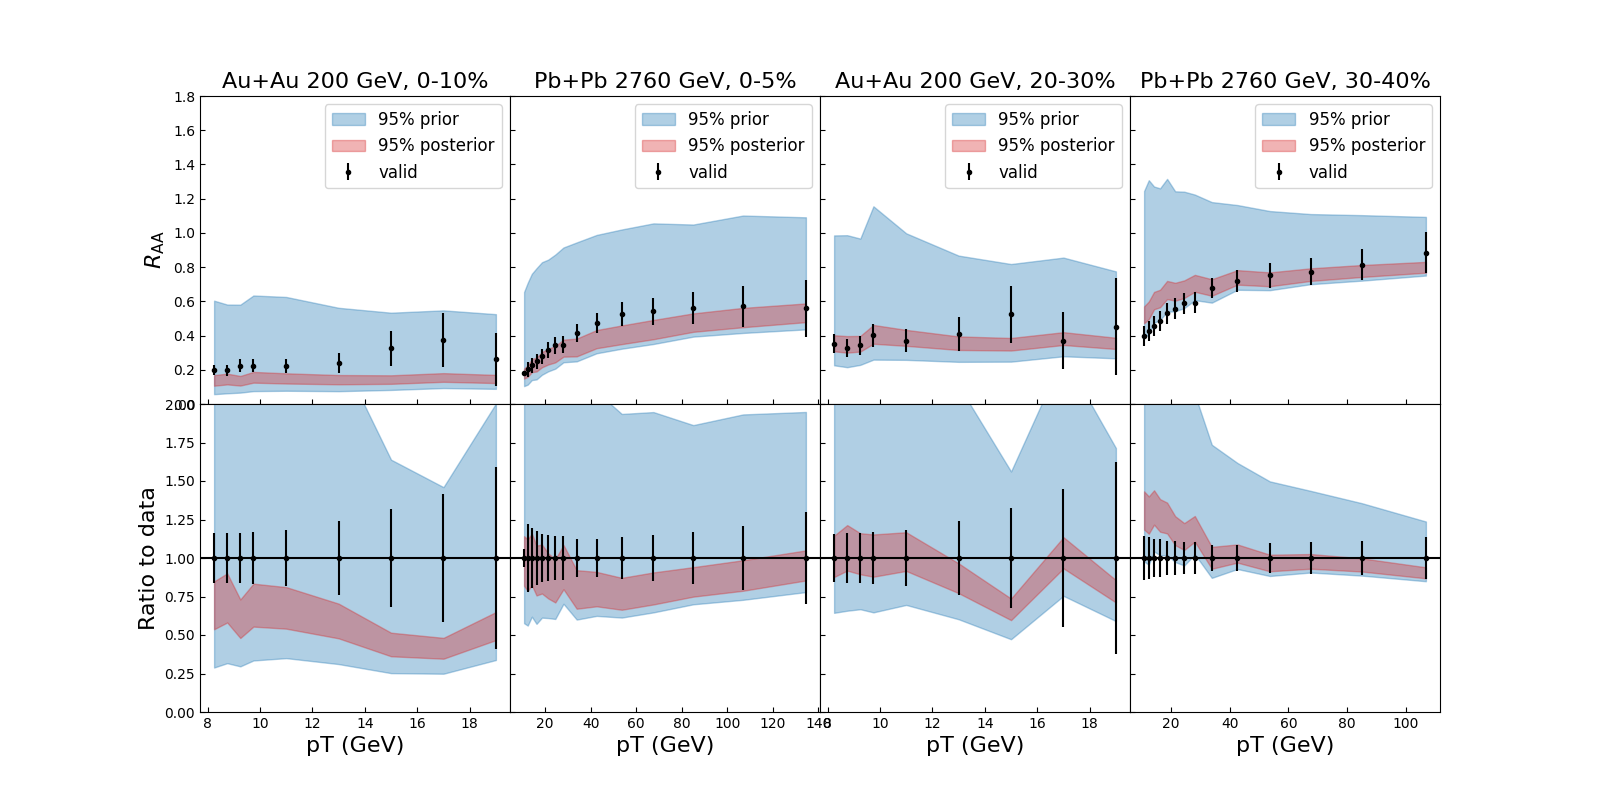 Au+Au 200 GeV, 0-10%
Pb+Pb 2760 GeV, 0-5%
Au+Au 200 GeV, 20-30%
Pb+Pb 2760 GeV, 30-40%
1.8
1.6
1.4
1.2
1.0
0.8
0.6
0.4
0.2
R_AA
95% prior
95% posterior
valid
95% prior
95% posterior
valid
95% prior
95% posterior
valid
95% prior
95% posterior
valid
2.00
1.75
1.50
1.25
1.00
0.75
0.50
0.25
0.00
Ratio to data
8 10 12 14 16 18
20 40 60 80 100 120 140
8 10 12 14 16 18
20 40 60 80 100
pT (GeV)
pT (GeV)
pT (GeV)
pT (GeV)